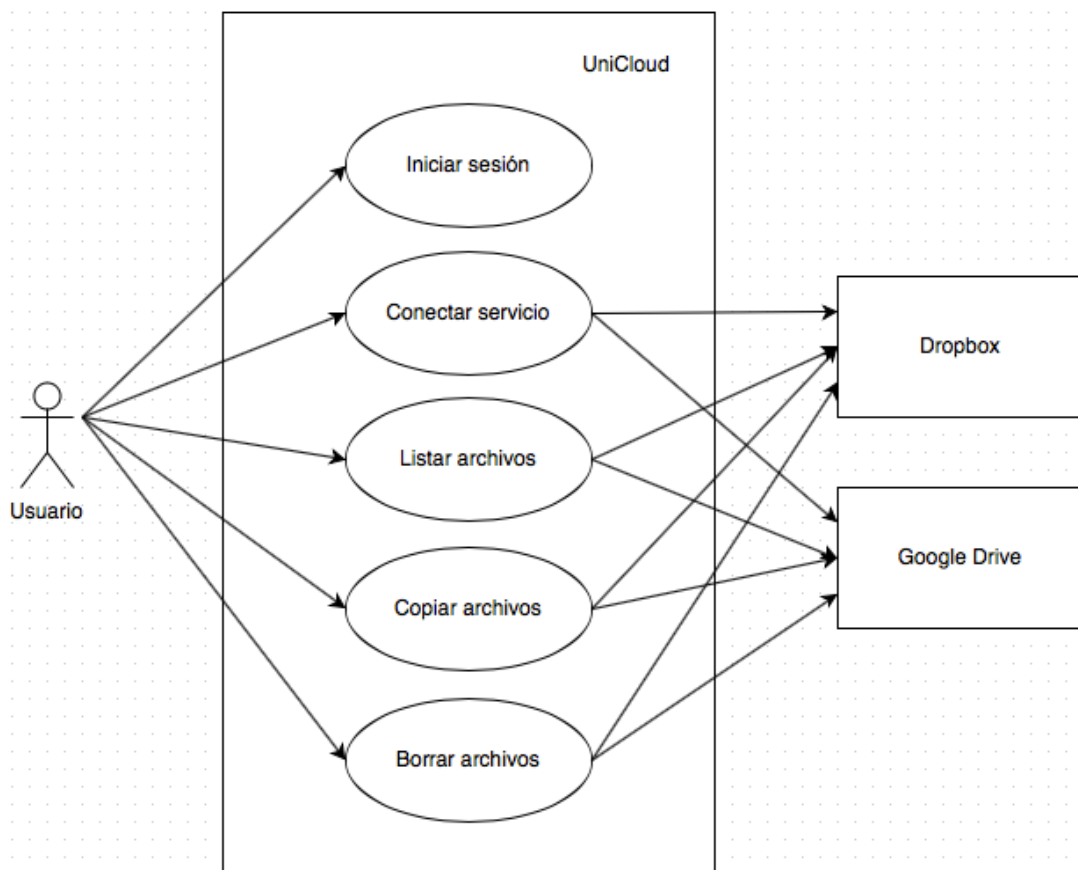 UniCloud
Iniciar sesión
Conectar servicio
Dropbox
Listar archivos
Usuario
Google Drive
Copiar archivos
Borrar archivos